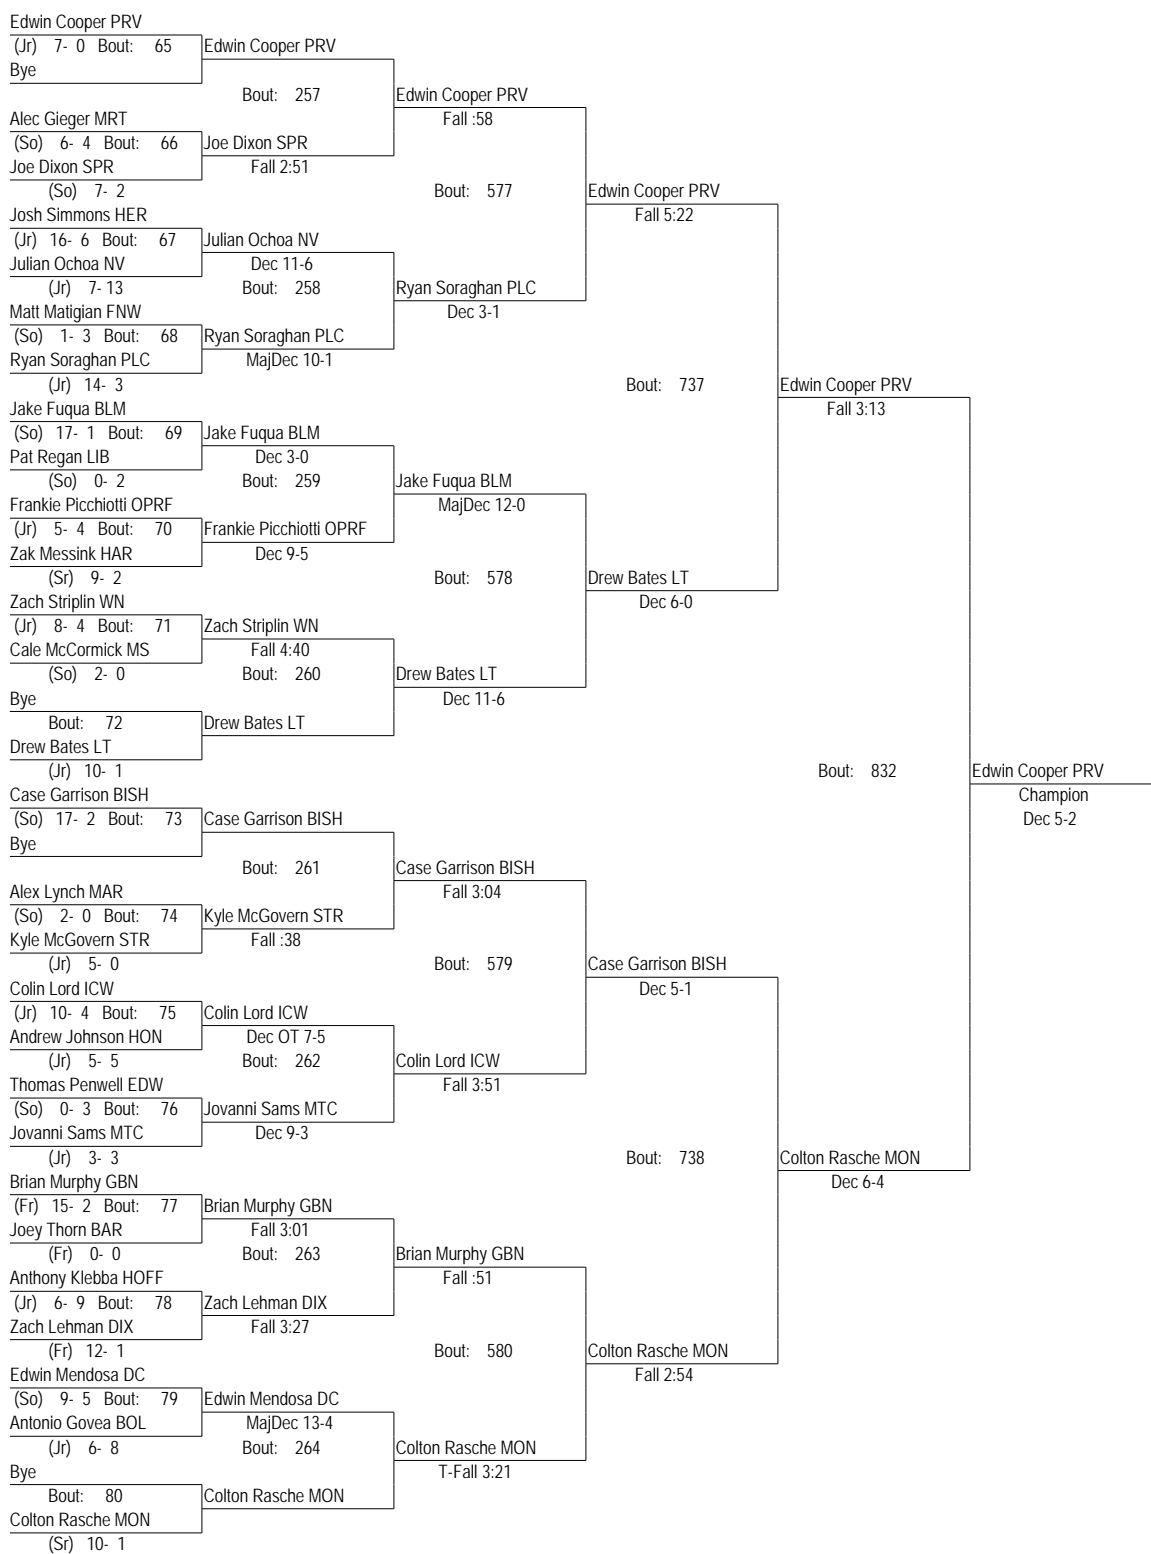 Edwin Cooper PRV
(Jr) 7- 0 Bout: 65 Edwin Cooper PRV
Bye
Bout: 257 Edwin Cooper PRV
Alec Gieger MRT Fall :58
(So) 6- 4 Bout: 66 Joe Dixon SPR
Joe Dixon SPR Fall 2:51
(So) 7- 2 Bout: 577 Edwin Cooper PRV
Josh Simmons HER Fall 5:22
(Jr) 16- 6 Bout: 67 Julian Ochoa NV
Julian Ochoa NV Dec 11-6
(Jr) 7- 13 Bout: 258 Ryan Soraghan PLC
Matt Matigian FNW Dec 3-1
(So) 1- 3 Bout: 68 Ryan Soraghan PLC
Ryan Soraghan PLC MajDec 10-1
(Jr) 14- 3 Bout: 737 Edwin Cooper PRV
Jake Fuqua BLM Fall 3:13
(So) 17- 1 Bout: 69 Jake Fuqua BLM
Pat Regan LIB Dec 3-0
(So) 0- 2 Bout: 259 Jake Fuqua BLM
Frankie Picchiotti OPRF MajDec 12-0
(Jr) 5- 4 Bout: 70 Frankie Picchiotti OPRF
Zak Messink HAR Dec 9-5
(Sr) 9- 2 Bout: 578 Drew Bates LT
Zach Striplin WN Dec 6-0
(Jr) 8- 4 Bout: 71 Zach Striplin WN
Cale McCormick MS Fall 4:40
(So) 2- 0 Bout: 260 Drew Bates LT
Bye Dec 11-6
Bout: 72 Drew Bates LT
Drew Bates LT
(Jr) 10- 1 Bout: 832 Edwin Cooper PRV
Case Garrison BISH Champion
(So) 17- 2 Bout: 73 Case Garrison BISH Dec 5-2
Bye
Bout: 261 Case Garrison BISH
Alex Lynch MAR Fall 3:04
(So) 2- 0 Bout: 74 Kyle McGovern STR
Kyle McGovern STR Fall :38
(Jr) 5- 0 Bout: 579 Case Garrison BISH
Colin Lord ICW Dec 5-1
(Jr) 10- 4 Bout: 75 Colin Lord ICW
Andrew Johnson HON Dec OT 7-5
(Jr) 5- 5 Bout: 262 Colin Lord ICW
Thomas Penwell EDW Fall 3:51
(So) 0- 3 Bout: 76 Jovanni Sams MTC
Jovanni Sams MTC Dec 9-3
(Jr) 3- 3 Bout: 738 Colton Rasche MON
Brian Murphy GBN Dec 6-4
(Fr) 15- 2 Bout: 77 Brian Murphy GBN
Joey Thorn BAR Fall 3:01
(Fr) 0- 0 Bout: 263 Brian Murphy GBN
Anthony Klebba HOFF Fall :51
(Jr) 6- 9 Bout: 78 Zach Lehman DIX
Zach Lehman DIX Fall 3:27
(Fr) 12- 1 Bout: 580 Colton Rasche MON
Edwin Mendosa DC Fall 2:54
(So) 9- 5 Bout: 79 Edwin Mendosa DC
Antonio Govea BOL MajDec 13-4
(Jr) 6- 8 Bout: 264 Colton Rasche MON
Bye T-Fall 3:21
Bout: 80 Colton Rasche MON
Colton Rasche MON
(Sr) 10- 1